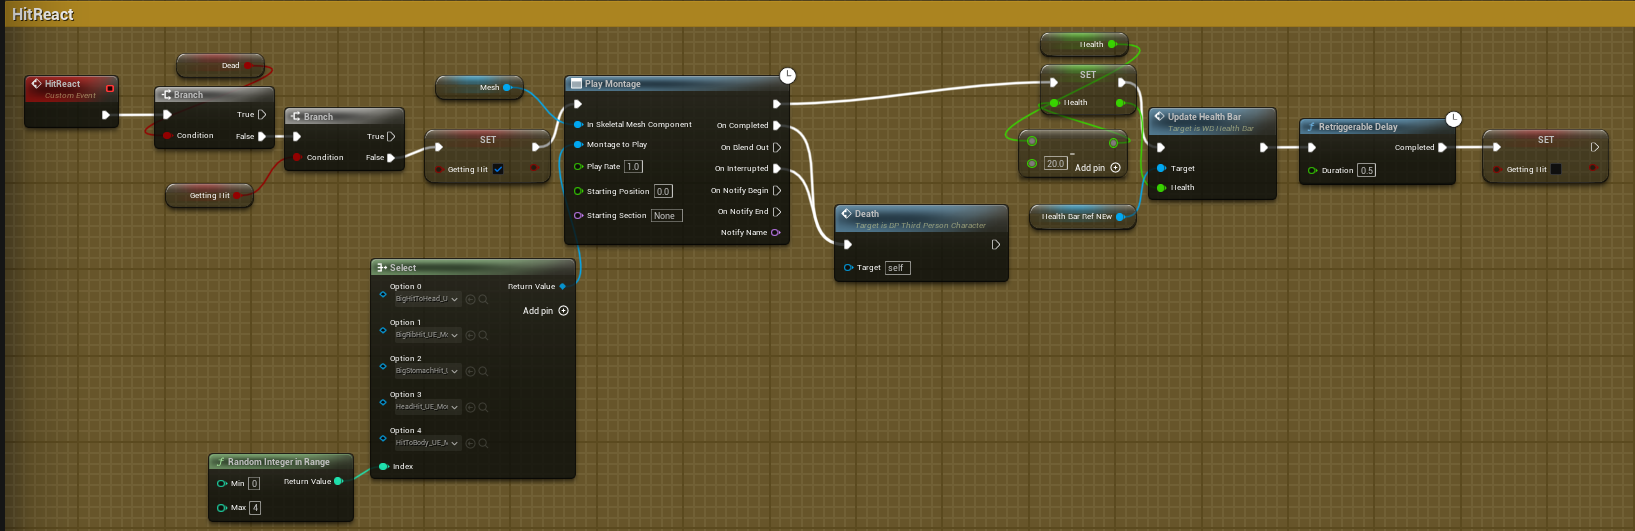 HitReact
HitReact
Custom Event
Dead
Branch
True
Condition
False
Branch
True
Condition
False
Getting Hit
SET
Getting Hit
Mesh
Play Montage
In Skeletal Mesh Component
Montage to Play
Play Rate 1.0
Starting Position 0.0
Starting Section None
On Completed
On Blend Out
On Interrupted
On Notify Begin
On Notify End
Notify Name
Select
Option 0
BigHitToHead_U
Option 1
BigRibHit_UE_Mo
Option 2
BigStomachHit_
Option 3
HeadHit_UE_Mo
Option 4
HitToBody_UE_M
Index
Return Value
Add pin
Random Integer in Range
Min 0
Max 4
Return Value
Death
Target is BP Third Person Character
Target self
Health
SET
Health
20.0
Add pin
Health Bar Ref NEw
Update Health Bar
Target is WB Health Bar
Target
Health
Retriggerable Delay
Completed
Duration 0.5
SET
Getting Hit